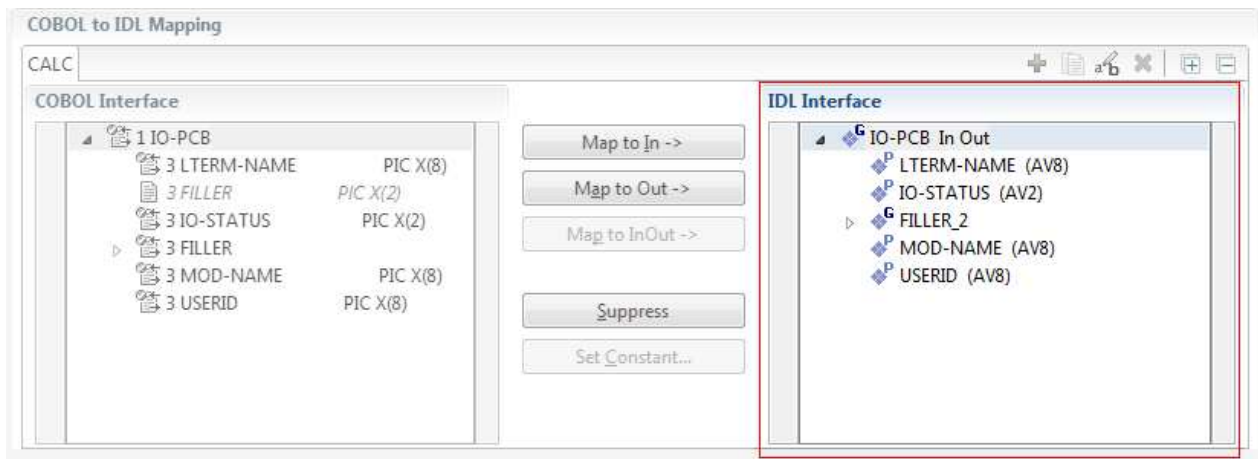 COBOL to IDL Mapping
CALC
COBOL Interface
1 IO-PCB
3 LTERM-NAME PIC X(8)
3 FILLER PIC X(2)
3 IO-STATUS PIC X(2)
3 FILLER
3 MOD-NAME PIC X(8)
3 USERID PIC X(8)
Map to In ->
Map to Out ->
Map to InOut ->
Suppress
Set Constant...
IDL Interface
G IO-PCB In Out
P LTERM-NAME (AV8)
P IO-STATUS (AV2)
G FILLER_2
P MOD-NAME (AV8)
P USERID (AV8)